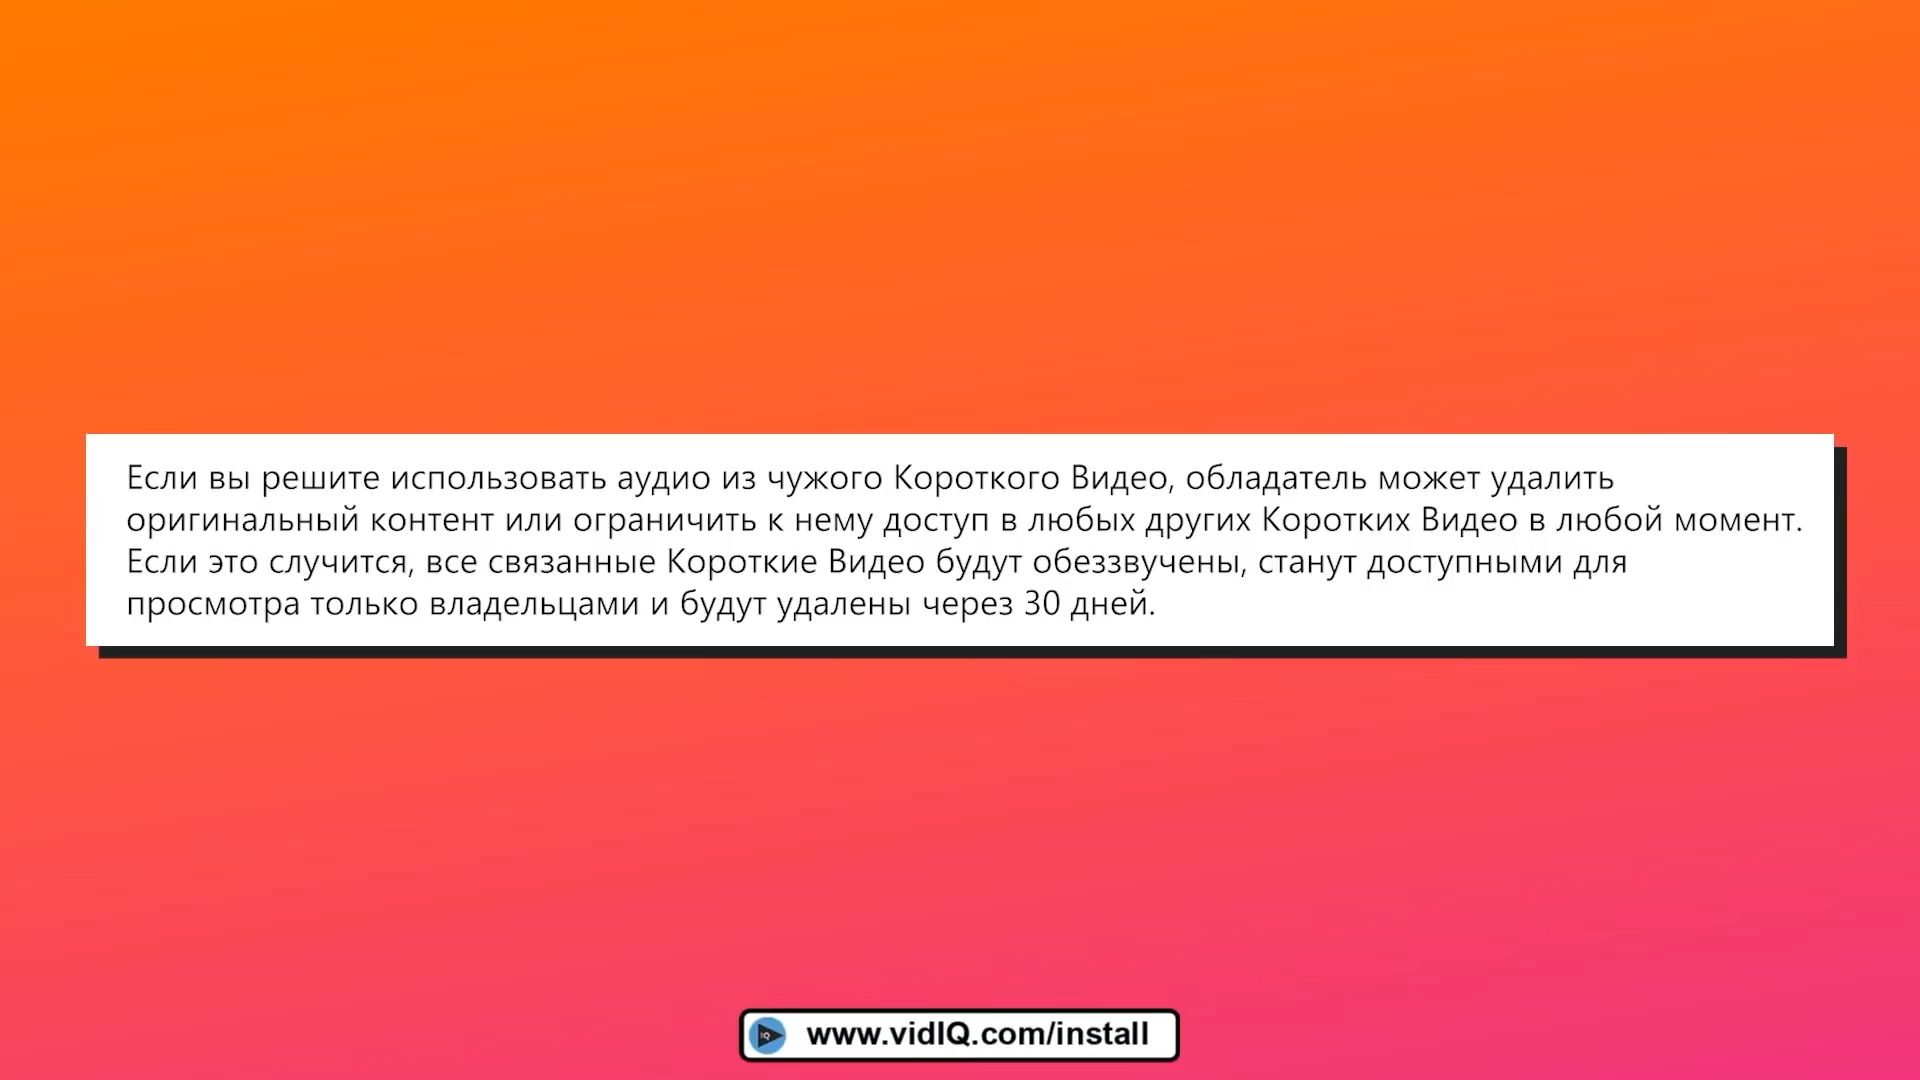 Если вы решите использовать аудио из чужого Короткого Видео, обладатель может удалить
оригинальный контент или ограничить к нему доступ в любых других Коротких Видео в любой момент.
Если это случится, все связанные Короткие Видео будут обеззвучены, станут доступными для
просмотра только владельцами и будут удалены через 30 дней.
IQ www.vidIQ.com/install